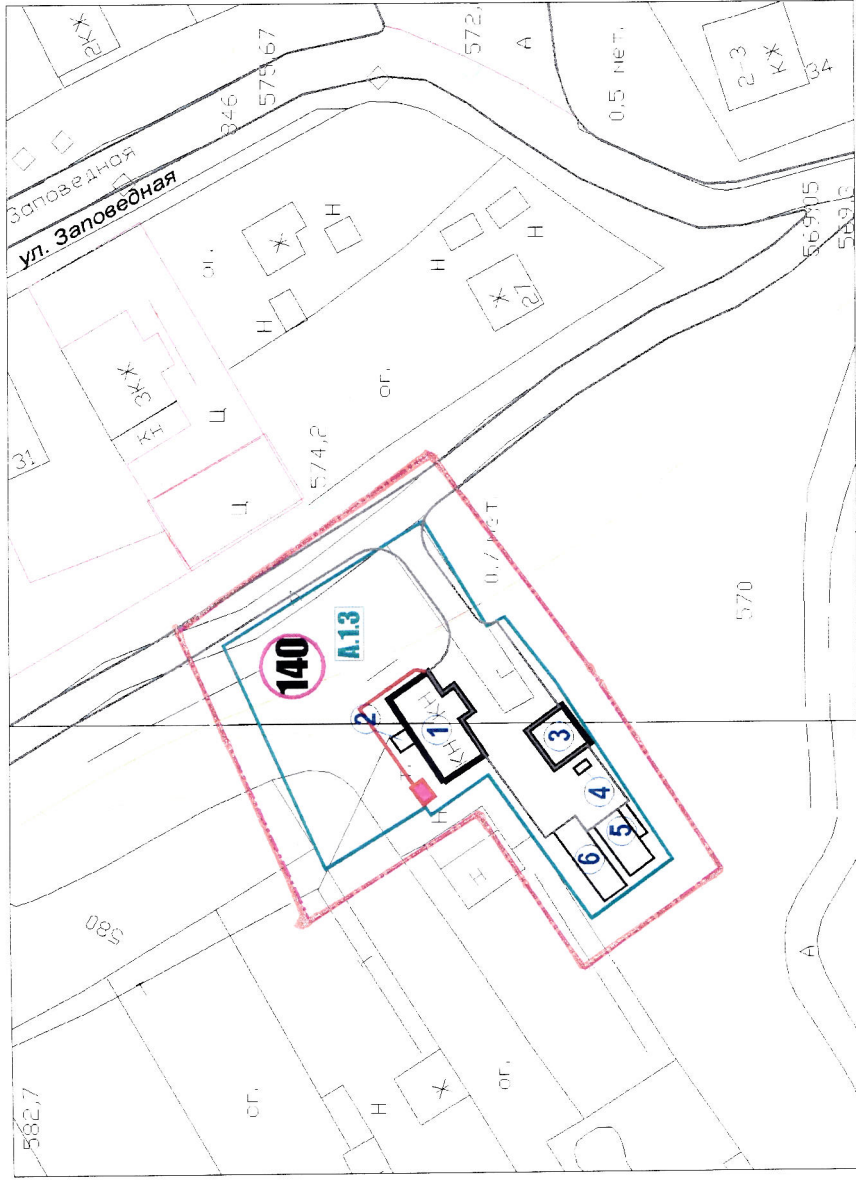 2КЖ
Заповедная
ул. Заповедная
846
575,67
572,
А
0,5 мет.
2-3
КЖ
34
ог.
Ж
Н
Н
Н
Н
Ж
27
569,05
3КЖ
КН
31
Ц
Ц
574,2
ог.
140
А.1.3
0,7 мет.
570
2
КН
КН
1
Г
3
4
5
6
Н
Н
580
582,7
ог.
Н
Ж
ог.
А